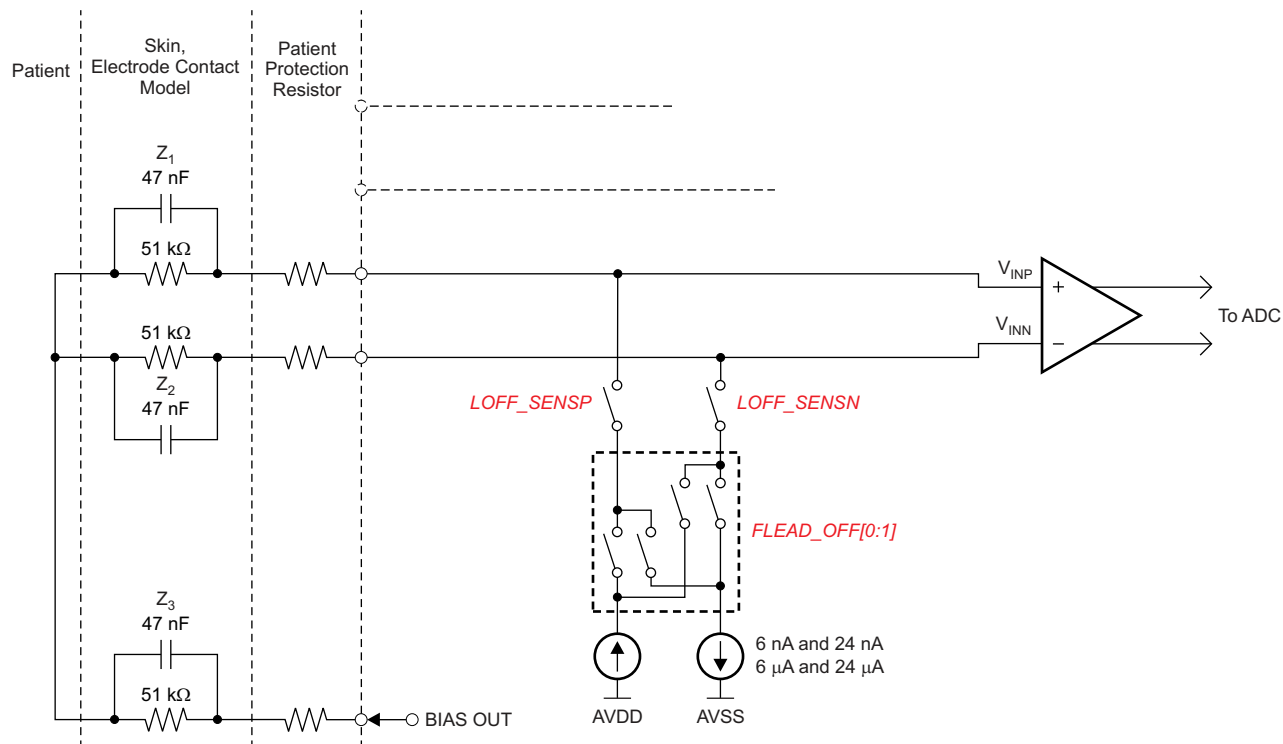 Patient
Skin,
Electrode Contact
Model
Patient
Protection
Resistor
Z1
47 nF
51 kΩ
51 kΩ
Z2
47 nF
VINP
+
VINN
−
To ADC
LOFF_SENSP
LOFF_SENSN
FLEAD_OFF[0:1]
Z3
47 nF
51 kΩ
BIAS OUT
6 nA and 24 nA
6 μA and 24 μA
AVDD
AVSS